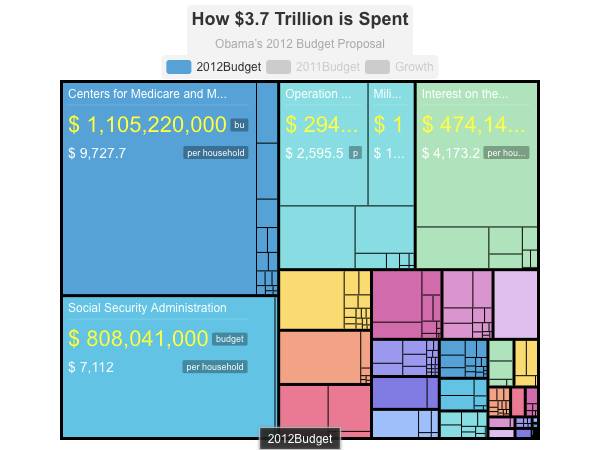 How $3.7 Trillion is Spent
Obama's 2012 Budget Proposal
2012Budget 2011Budget Growth
Centers for Medicare and M...
$ 1,105,220,000 bu
$ 9,727.7 per household
Operation ...
$ 294...
$ 2,595.5 p
Mili...
$ 1
$ 1...
Interest on the...
$ 474,14...
$ 4,173.2 per hou...
Social Security Administration
$ 808,041,000 budget
$ 7,112 per household
2012Budget